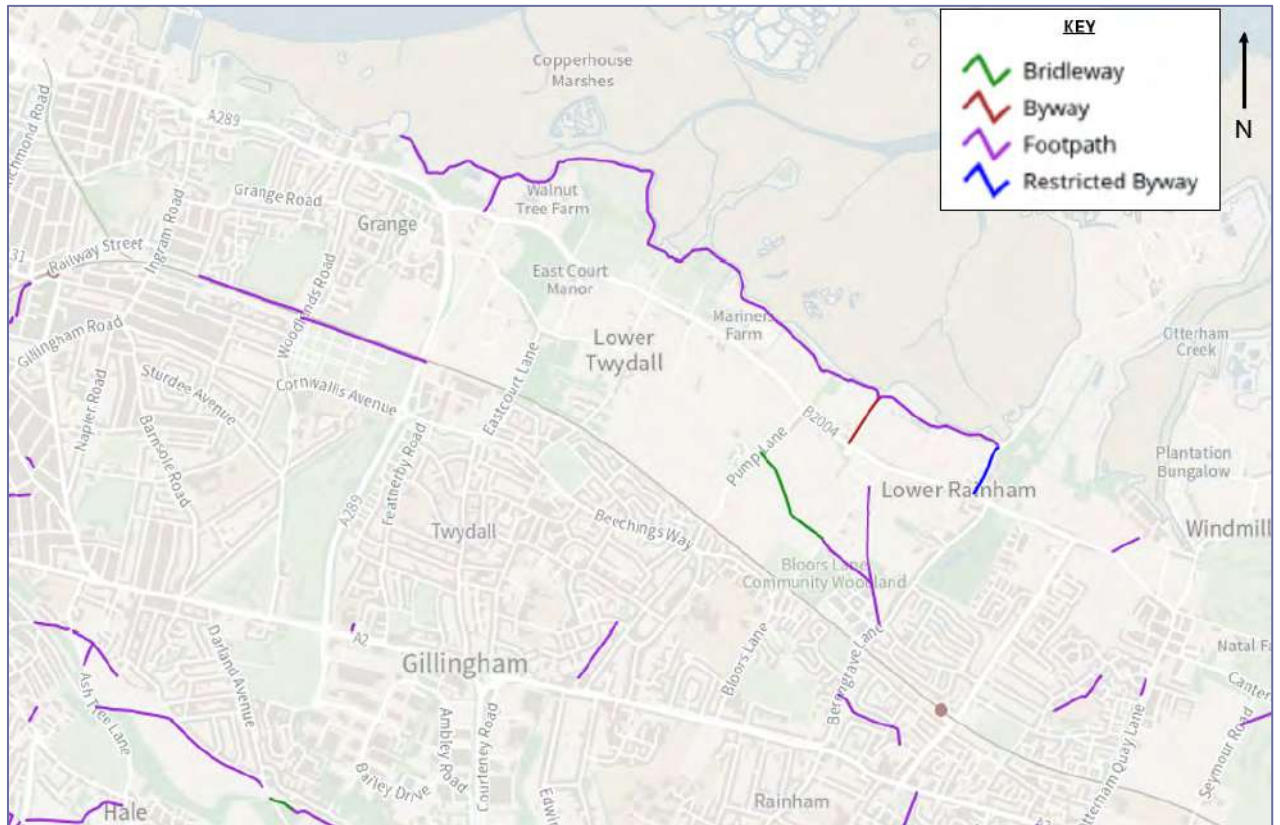 KEY
Bridleway
Byway
Footpath
Restricted Byway
N
Copperhouse
Marshes
A289
Richmond Road
Grange Road
Walnut
Tree Farm
Grange
Ingram Road
Railway Street
31
Woodlands Road
East Court
Manor
Lower
Twydall
Mariners
Farm
Otterham
Creek
Gillingham Road
Sturdee Avenue
Cornwallis Avenue
Eastcourt Lane
Napier Road
Barnsole Road
Featherby Road
A289
B2004
Pump Lane
Plantation
Bungalow
Lower Rainham
Windmill
Twydall
Beechings Way
Bloors Lane
Community Woodland
A2
Darland Avenue
Gillingham
Bloors Lane
Berengrave Lane
Natal Fa
Canter
Ash Tree Lane
Ambley Road
Courteney Road
Bailey Drive
Edwin
Rainham
Otterham Quay Lane
Seymour Road
Hale